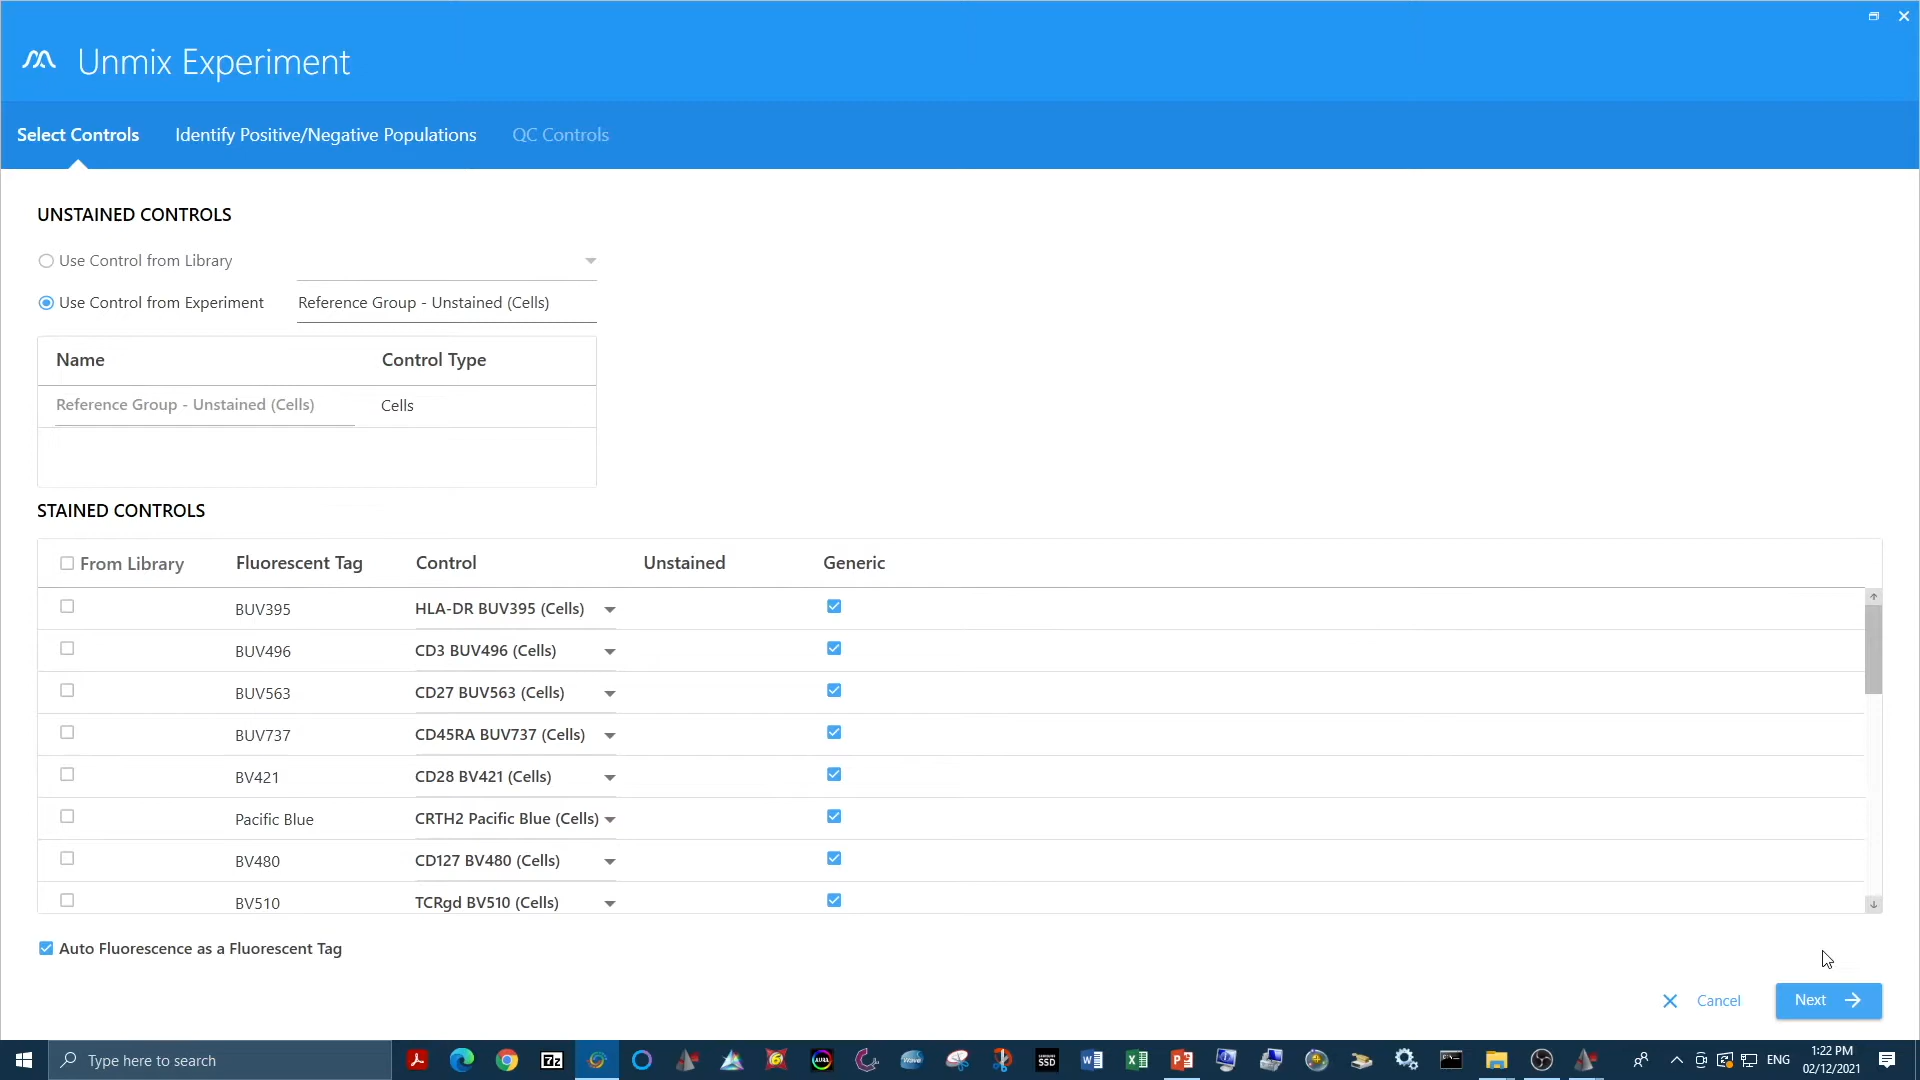 Unmix Experiment
Select Controls Identify Positive/Negative Populations QC Controls
UNSTAINED CONTROLS
Use Control from Library
Use Control from Experiment Reference Group - Unstained (Cells)
Name Control Type
Reference Group - Unstained (Cells) Cells
STAINED CONTROLS
From Library Fluorescent Tag Control Unstained Generic
BUV395 HLA-DR BUV395 (Cells)
BUV496 CD3 BUV496 (Cells)
BUV563 CD27 BUV563 (Cells)
BUV737 CD45RA BUV737 (Cells)
BV421 CD28 BV421 (Cells)
Pacific Blue CRTH2 Pacific Blue (Cells)
BV480 CD127 BV480 (Cells)
BV510 TCRgd BV510 (Cells)
Auto Fluorescence as a Fluorescent Tag
Cancel Next
Type here to search ENG 1:22 PM
02/12/2021